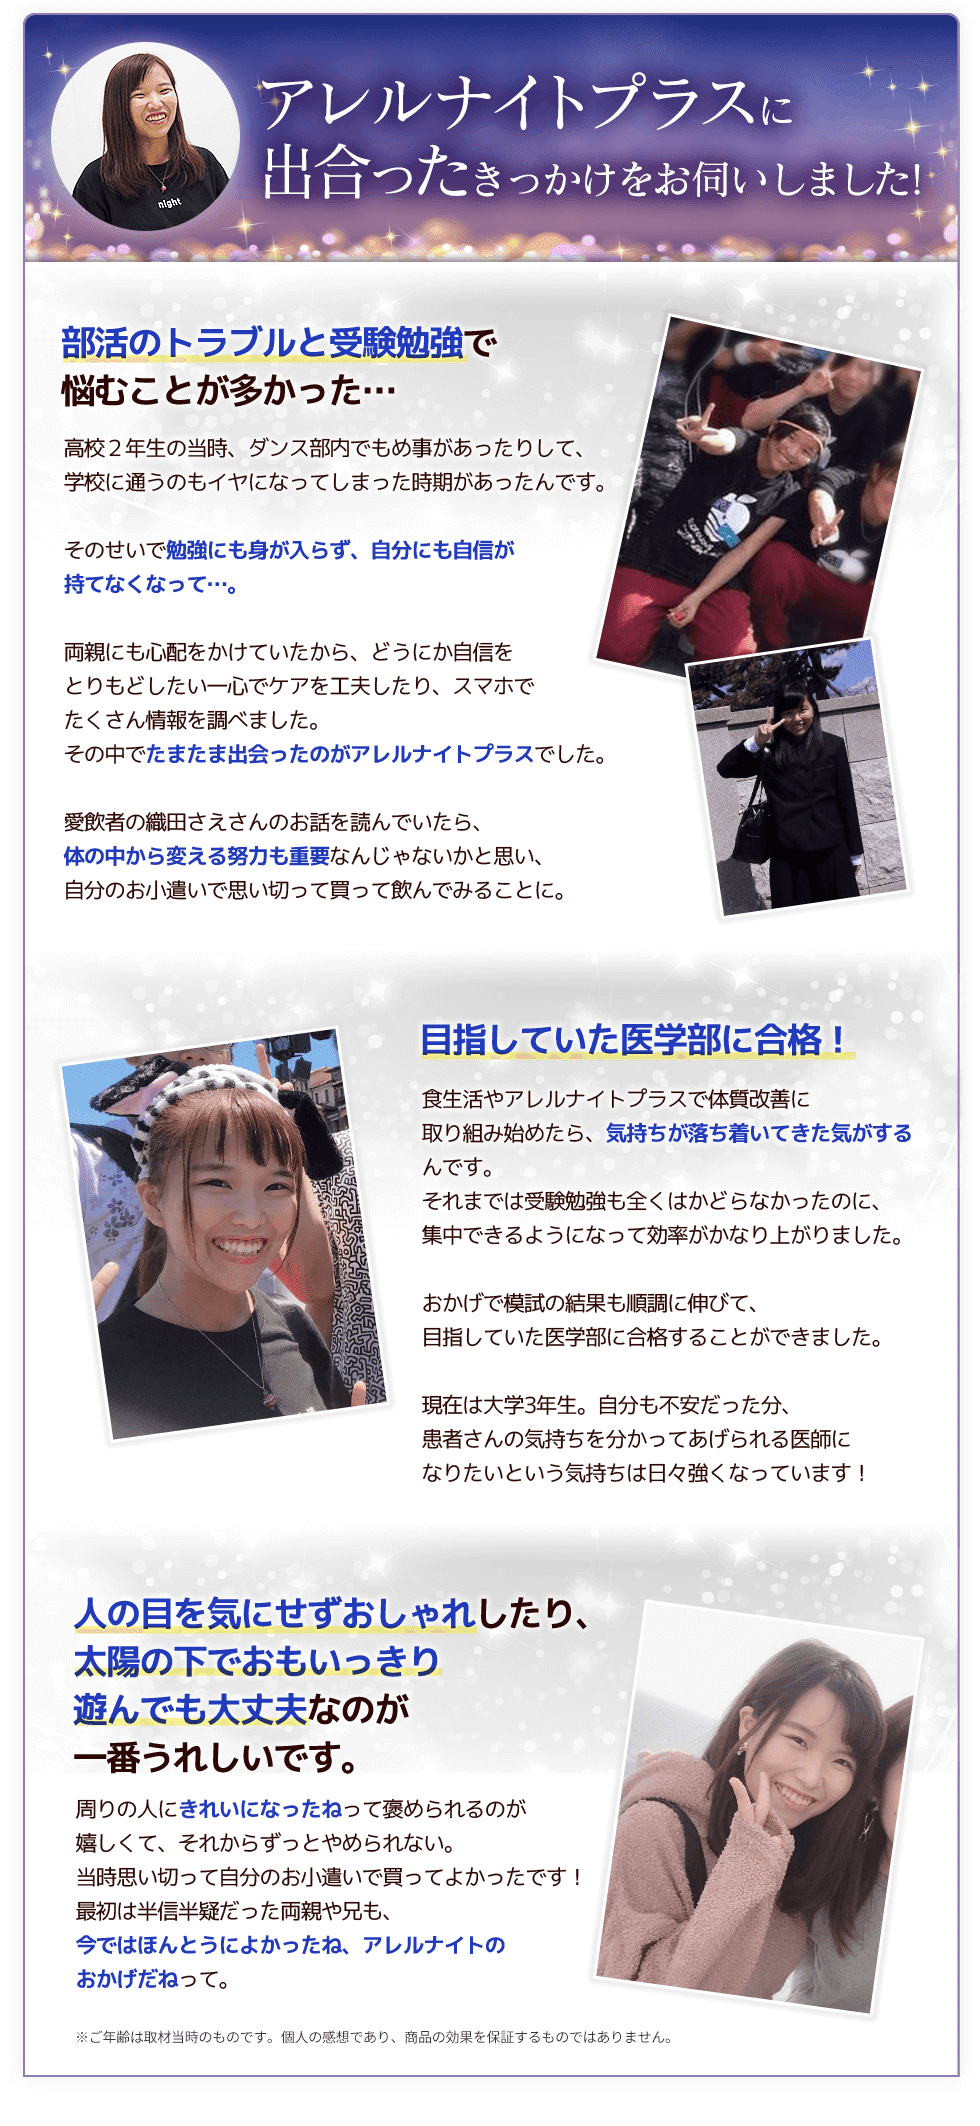 アレルナイトプラスに
出合ったきっかけをお伺いしました!
night
部活のトラブルと受験勉強で
悩むことが多かった…
高校２年生の当時、ダンス部内でもめ事があったりして、
学校に通うのもイヤになってしまった時期があったんです。
そのせいで勉強にも身が入らず、自分にも自信が
持てなくなって…。
両親にも心配をかけていたから、どうにか自信を
とりもどしたい一心でケアを工夫したり、スマホで
たくさん情報を調べました。
その中でたまたま出会ったのがアレルナイトプラスでした。
愛飲者の織田さえさんのお話を読んでいたら、
体の中から変える努力も重要なんじゃないかと思い、
自分のお小遣いで思い切って買って飲んでみることに。
目指していた医学部に合格！
食生活やアレルナイトプラスで体質改善に
取り組み始めたら、気持ちが落ち着いてきた気がする
んです。
それまでは受験勉強も全くはかどらなかったのに、
集中できるようになって効率がかなり上がりました。
おかげで模試の結果も順調に伸びて、
目指していた医学部に合格することができました。
現在は大学3年生。自分も不安だった分、
患者さんの気持ちを分かってあげられる医師に
なりたいという気持ちは日々強くなっています！
人の目を気にせずおしゃれしたり、
太陽の下でおもいっきり
遊んでも大丈夫なのが
一番うれしいです。
周りの人にきれいになったねって褒められるのが
嬉しくて、それからずっとやめられない。
当時思い切って自分のお小遣いで買ってよかったです！
最初は半信半疑だった両親や兄も、
今ではほんとうによかったね、アレルナイトの
おかげだねって。
※ご年齢は取材当時のものです。個人の感想であり、商品の効果を保証するものではありません。